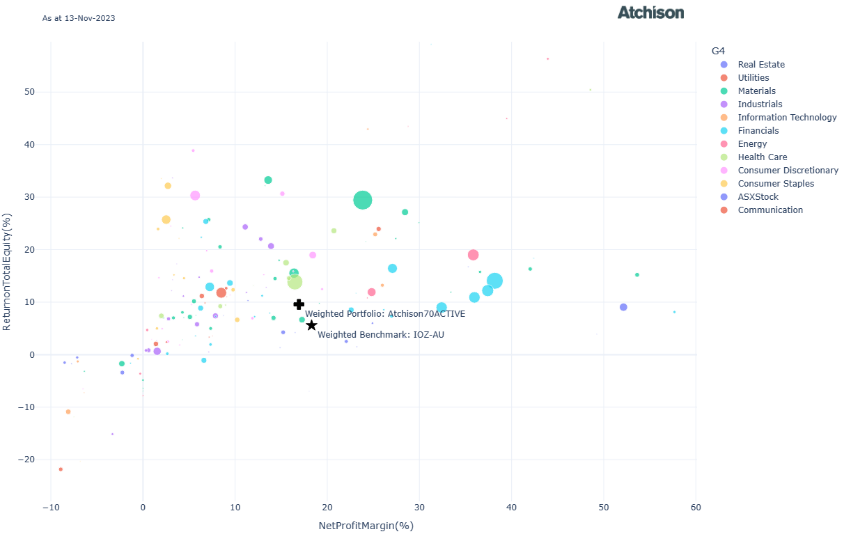 As at 13-Nov-2023
Atchison
G4
Real Estate
Utilities
Materials
Industrials
Information Technology
Financials
Energy
Health Care
Consumer Discretionary
Consumer Staples
ASXStock
Communication
ReturnonTotalEquity(%)
50
40
30
20
10
0
−10
−20
Weighted Portfolio: Atchison70ACTIVE
Weighted Benchmark: IOZ-AU
−10 0 10 20 30 40 50 60
NetProfitMargin(%)